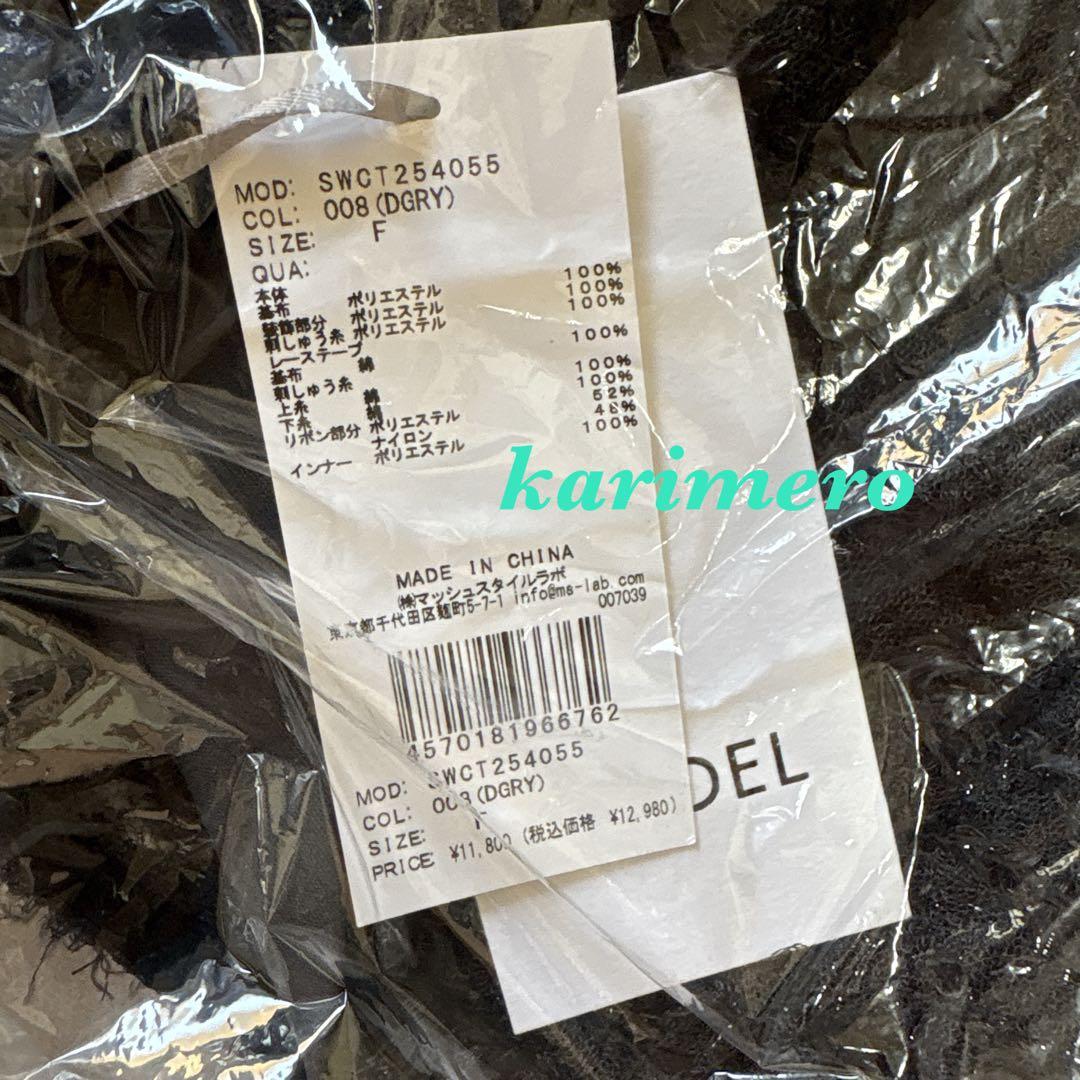 MOD: SWCT254055
COL: 008(DGRY)
SIZE: F
QUA:
本体 ポリエステル 100%
基布 ポリエステル 100%
装飾部分
刺しゅう糸 ポリエステル 100%
レーステープ
基布 綿 100%
刺しゅう糸
上糸 綿 100%
下糸 綿 100%
リボン部分 ポリエステル 52%
ナイロン 48%
インナー ポリエステル 100%
MADE IN CHINA
㈱マッシュスタイルラボ
東京都千代田区麹町5-7-1 info@ms-lab.com
007039
4570181966762
MOD: SWCT254055
COL: 008(DGRY)
SIZE: F
PRICE: ¥11,800 (税込価格 ¥12,980)
DEL
karimero